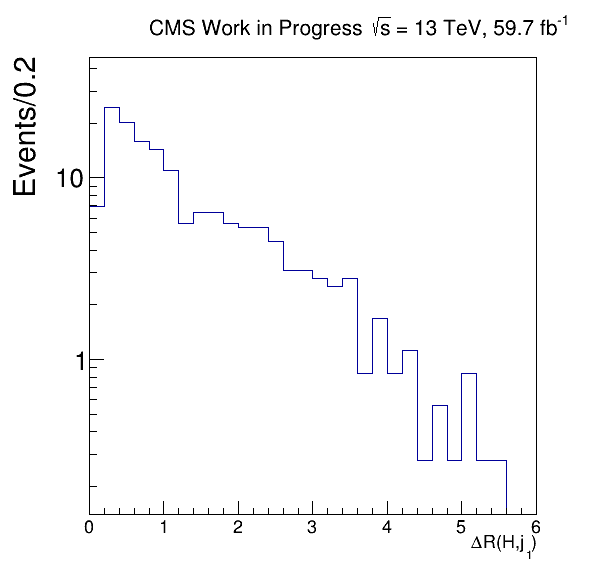 CMS Work in Progress √s = 13 TeV, 59.7 fb⁻¹
Events/0.2
10
1
0 1 2 3 4 5 6
ΔR(H,j₁)